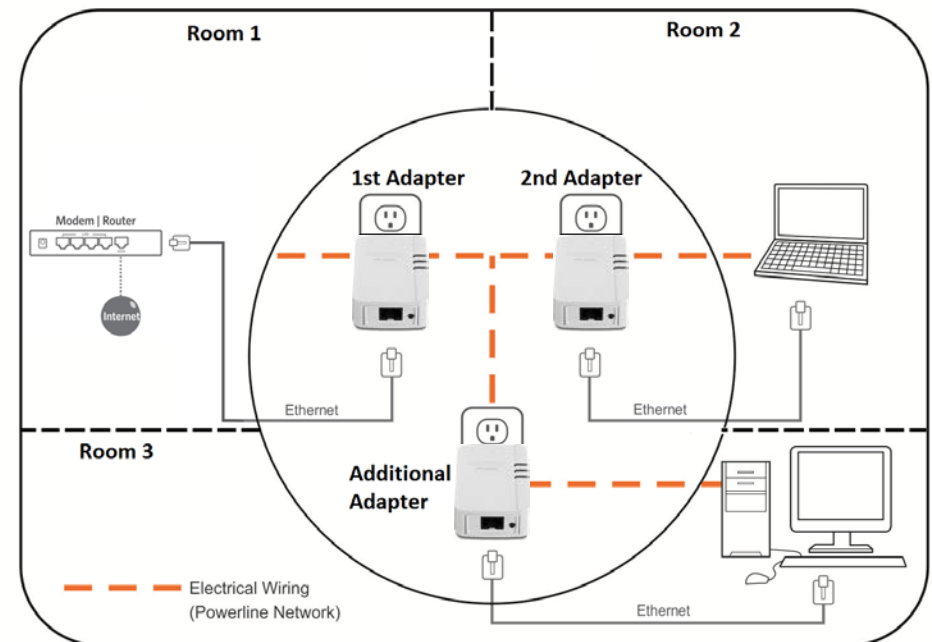 Room 1
Room 2
1st Adapter
2nd Adapter
Modem | Router
Internet
Ethernet
Ethernet
Room 3
Additional
Adapter
Electrical Wiring
(Powerline Network)
Ethernet